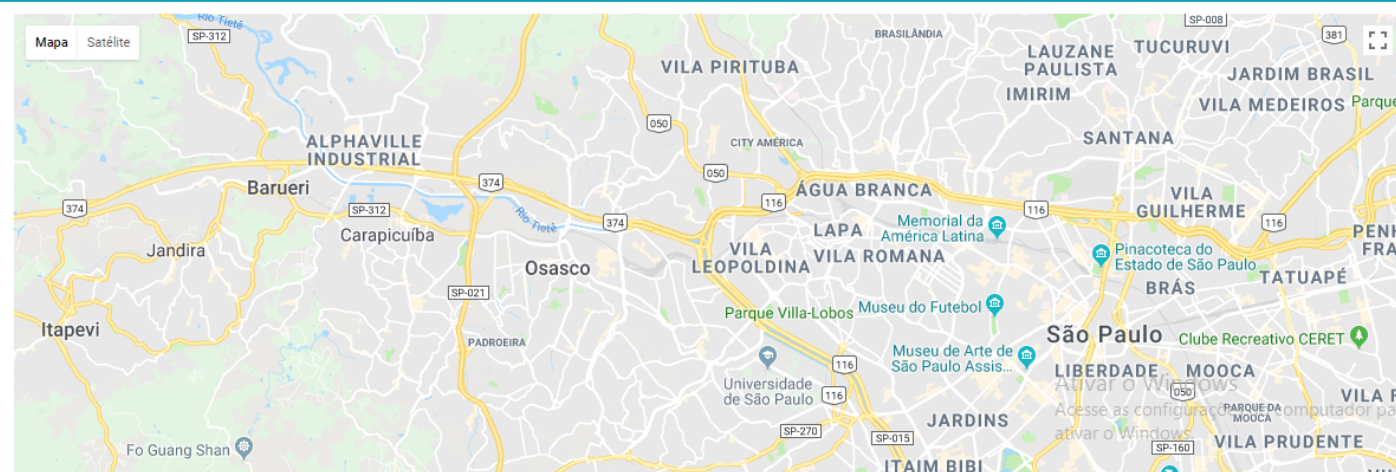 Rio Tietê
SP-008
SP-312
BRASILÂNDIA
381
Mapa
Satélite
LAUZANE
PAULISTA
TUCURUVI
VILA PIRITUBA
JARDIM BRASIL
IMIRIM
VILA MEDEIROS
Parque
050
ALPHAVILLE
INDUSTRIAL
CITY AMÉRICA
SANTANA
050
374
Barueri
ÁGUA BRANCA
VILA
GUILHERME
116
374
SP-312
116
Rio Tietê
374
116
Memorial da
América Latina
LAPA
Carapicuíba
PENH
FRA
Jandira
VILA
LEOPOLDINA
VILA ROMANA
Pinacoteca do
Estado de São Paulo
Osasco
TATUAPÉ
BRÁS
SP-021
Museu do Futebol
Parque Villa-Lobos
Itapevi
São Paulo
Clube Recreativo CERET
PADROEIRA
Museu de Arte de
São Paulo Assis...
116
LIBERDADE
MOOCA
Universidade
de São Paulo
Ativar o Windows
050
116
VILA F
Acesse as configurações do computador pa
ativar o Windows.
PARQUE DA
MOOCA
JARDINS
SP-270
SP-015
VILA PRUDENTE
Fo Guang Shan
SP-160
ITAIM BIBI